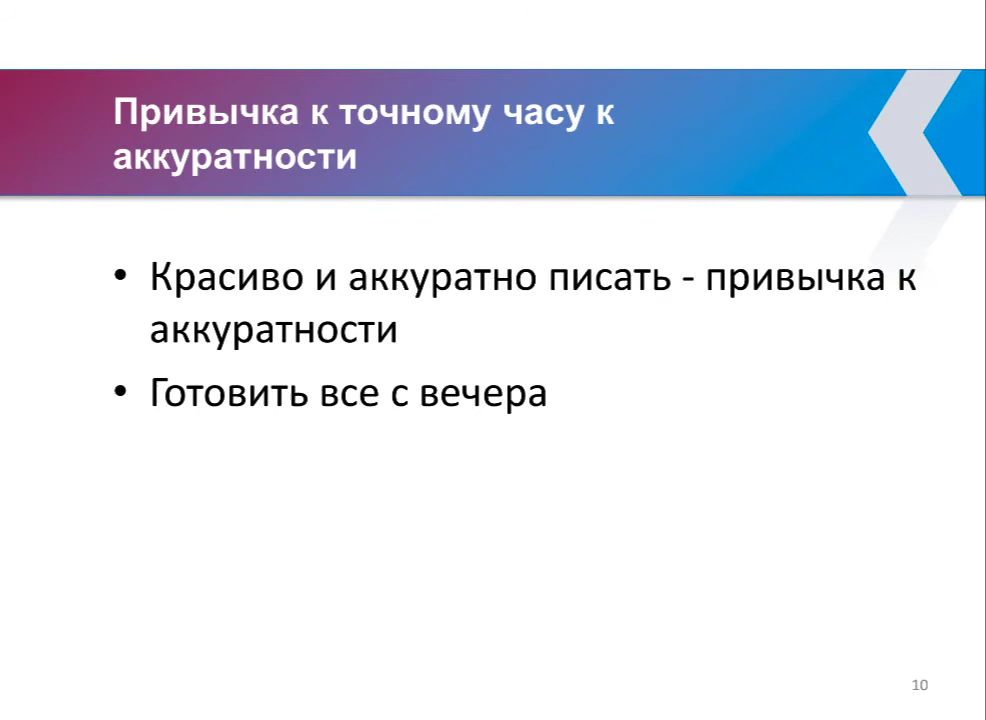 Привычка к точному часу к
аккуратности
• Красиво и аккуратно писать - привычка к
аккуратности
• Готовить все с вечера
10